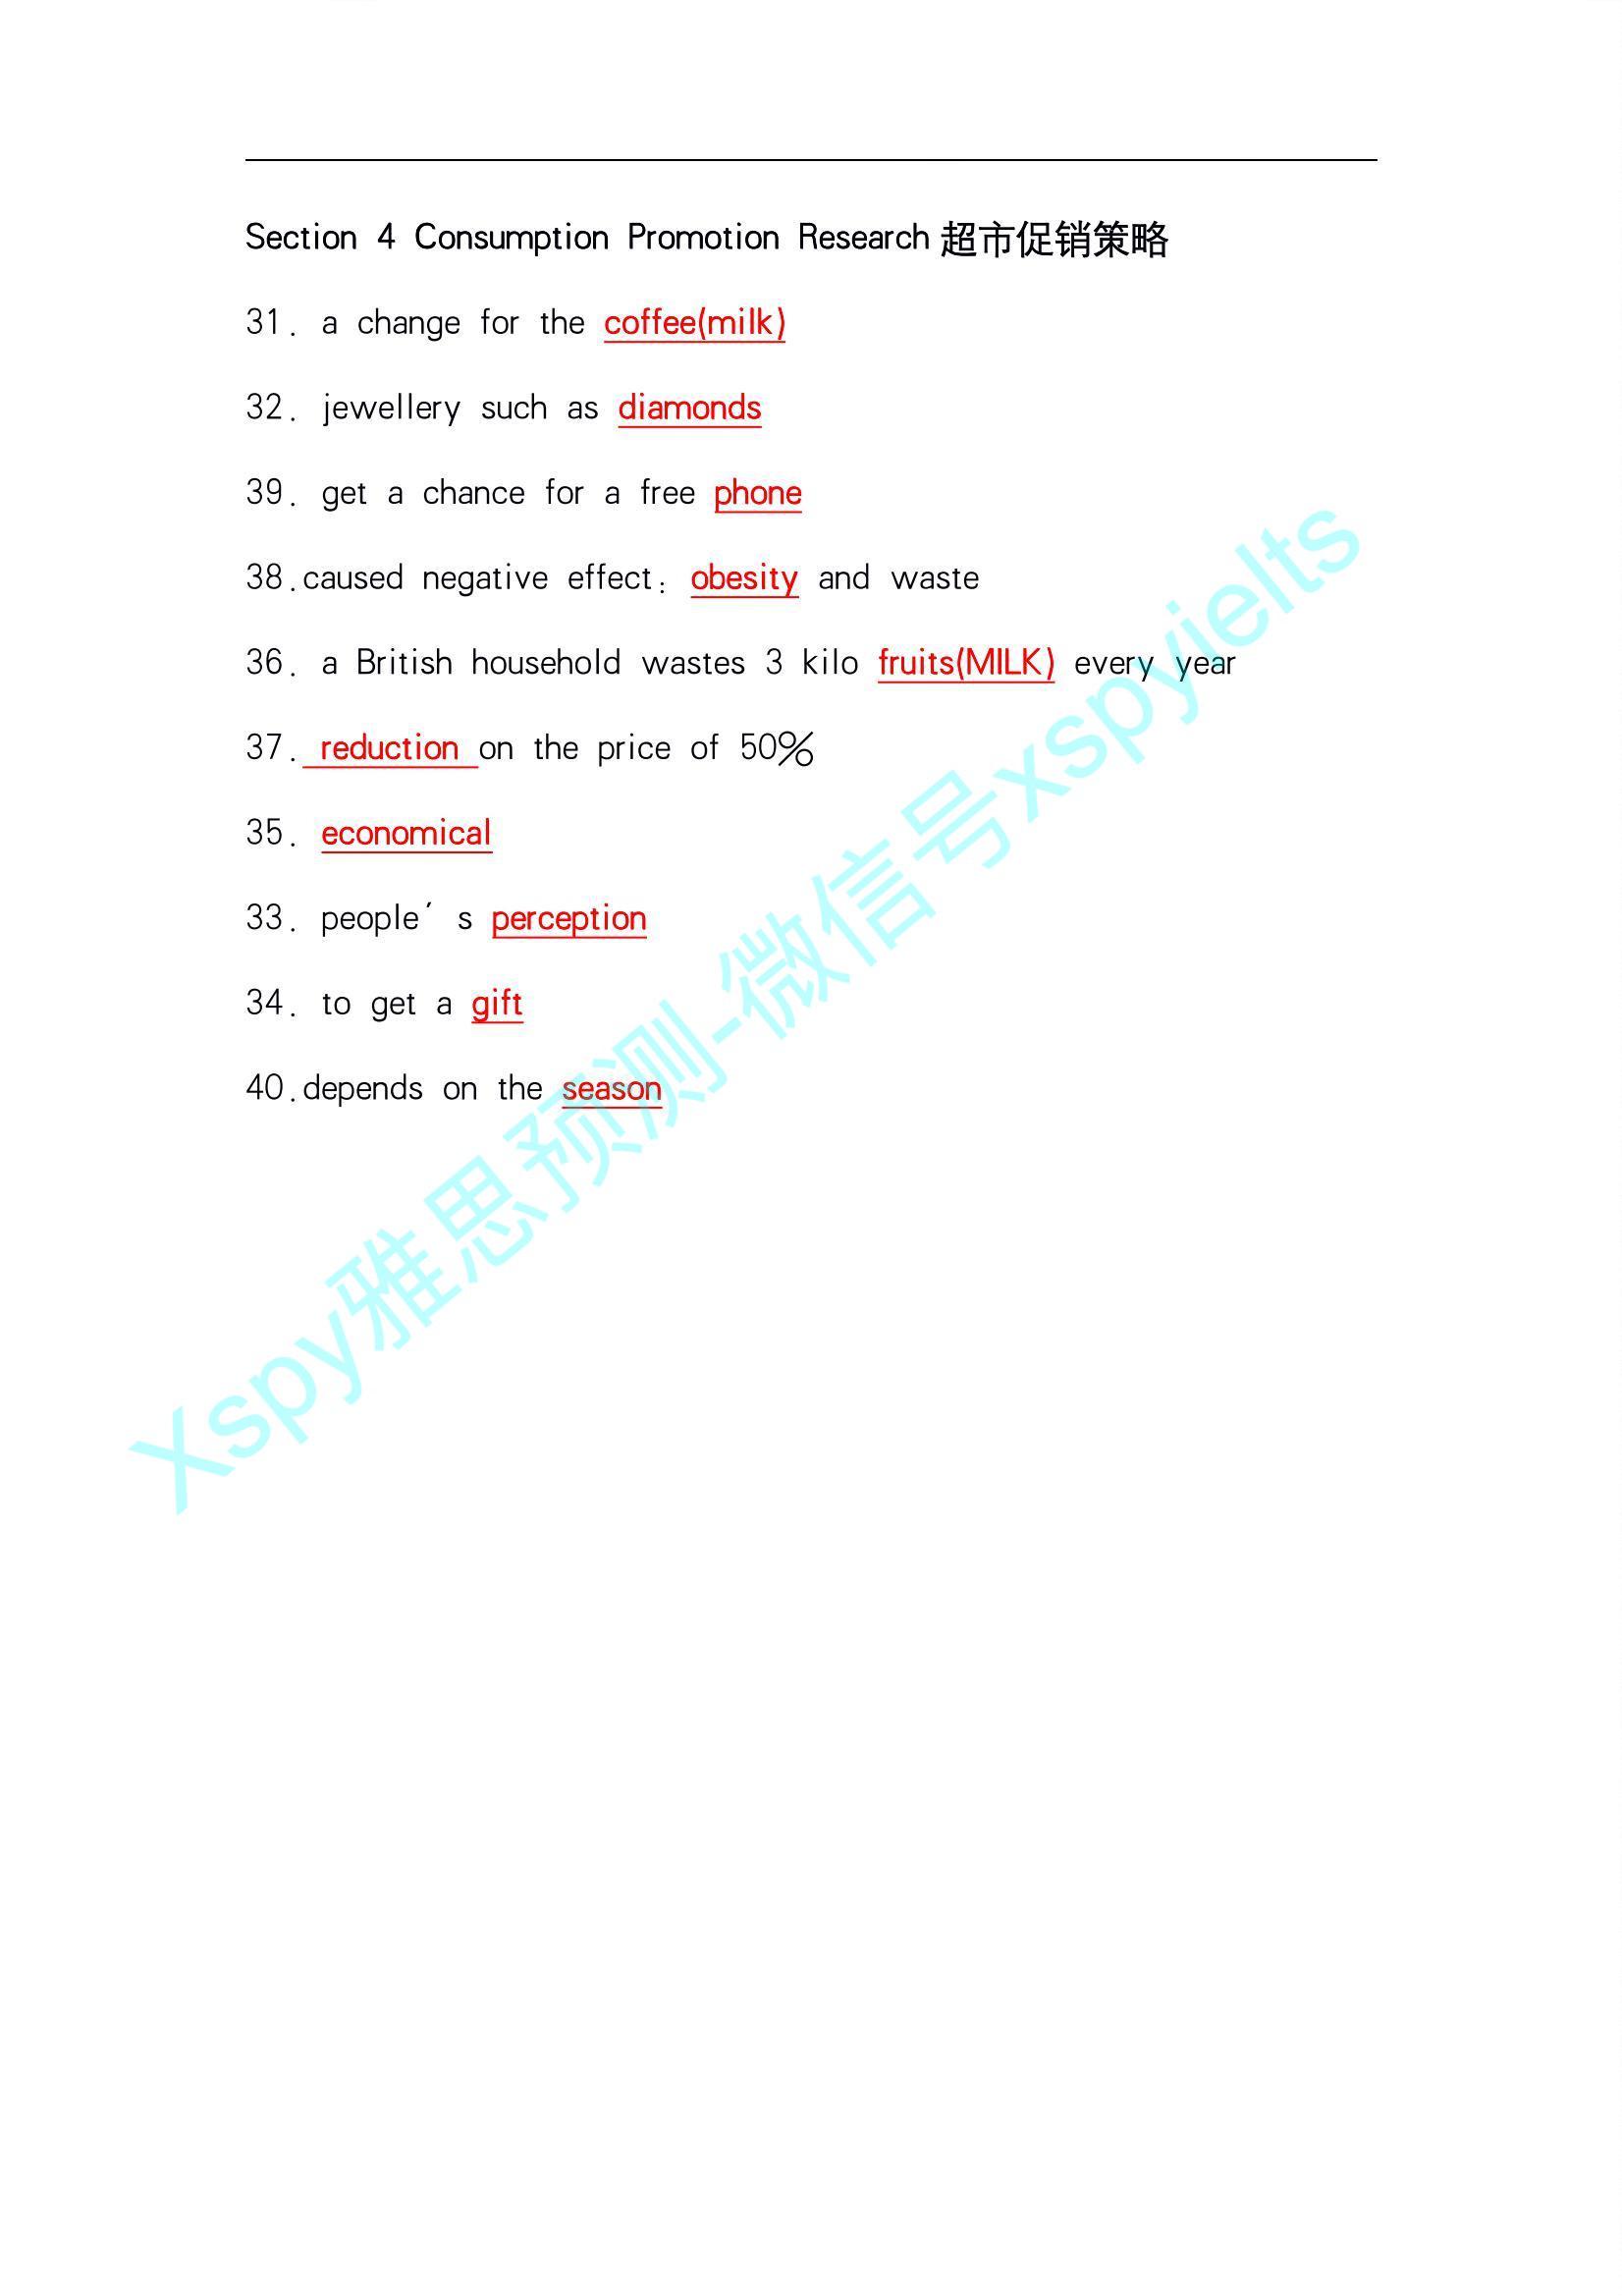 Section 4 Consumption Promotion Research 超市促销策略
31. a change for the coffee(milk)
32. jewellery such as diamonds
39. get a chance for a free phone
38.caused negative effect: obesity and waste
36. a British household wastes 3 kilo fruits(MILK) every year
37. reduction on the price of 50%
35. economical
33. people′s perception
34. to get a gift
40.depends on the season
Xspy雅思预测-微信号xspyielts